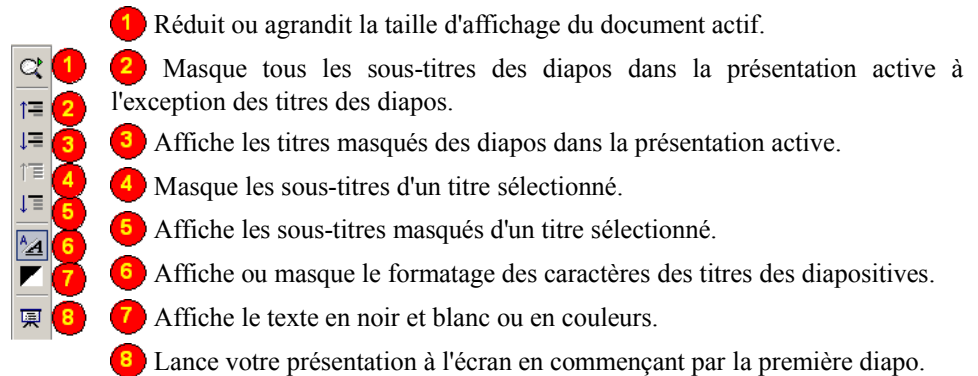 1 Réduit ou agrandit la taille d'affichage du document actif.
1
2 Masque tous les sous-titres des diapos dans la présentation active à
l'exception des titres des diapos.
2
3 Affiche les titres masqués des diapos dans la présentation active.
3
4 Masque les sous-titres d'un titre sélectionné.
4
5 Affiche les sous-titres masqués d'un titre sélectionné.
5
6 Affiche ou masque le formatage des caractères des titres des diapositives.
A A 6
7 Affiche le texte en noir et blanc ou en couleurs.
7
8 Lance votre présentation à l'écran en commençant par la première diapo.
8